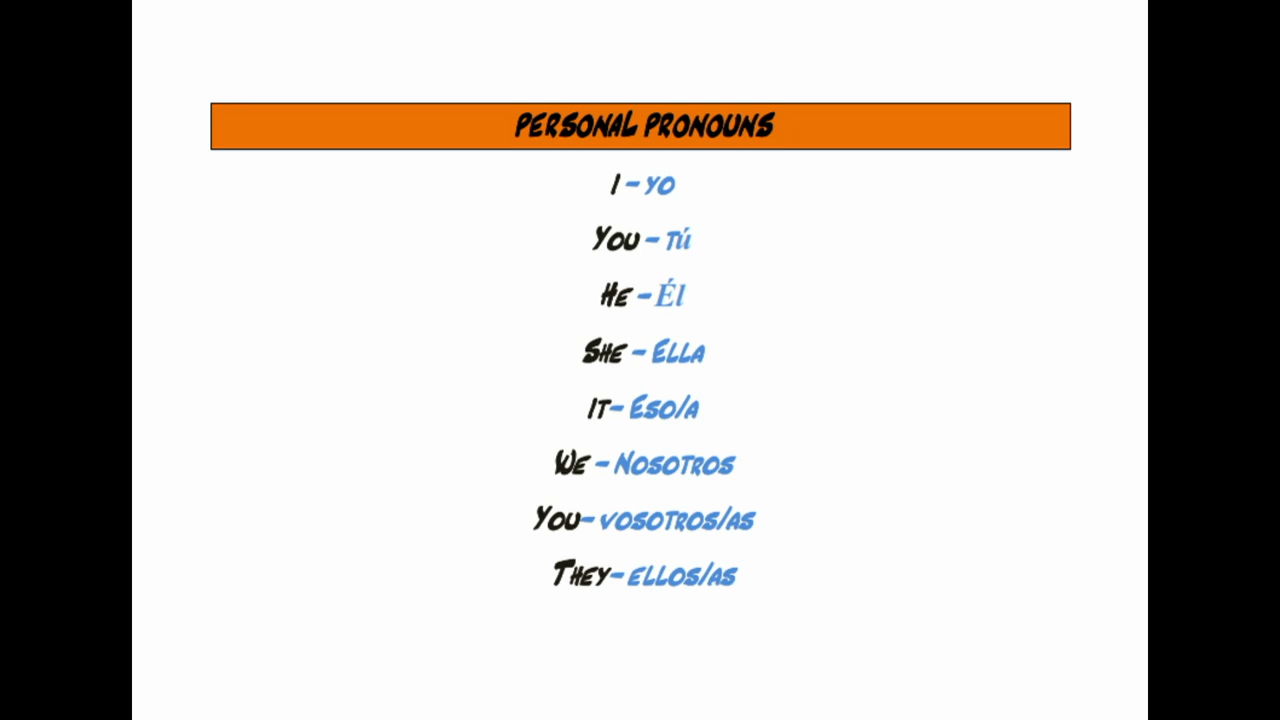 PERSONAL PRONOUNS
I - YO
YOU - Tú
HE - Él
SHE - ELLA
IT- ESO/A
WE - NOSOTROS
YOU- VOSOTROS/AS
THEY- ELLOS/AS